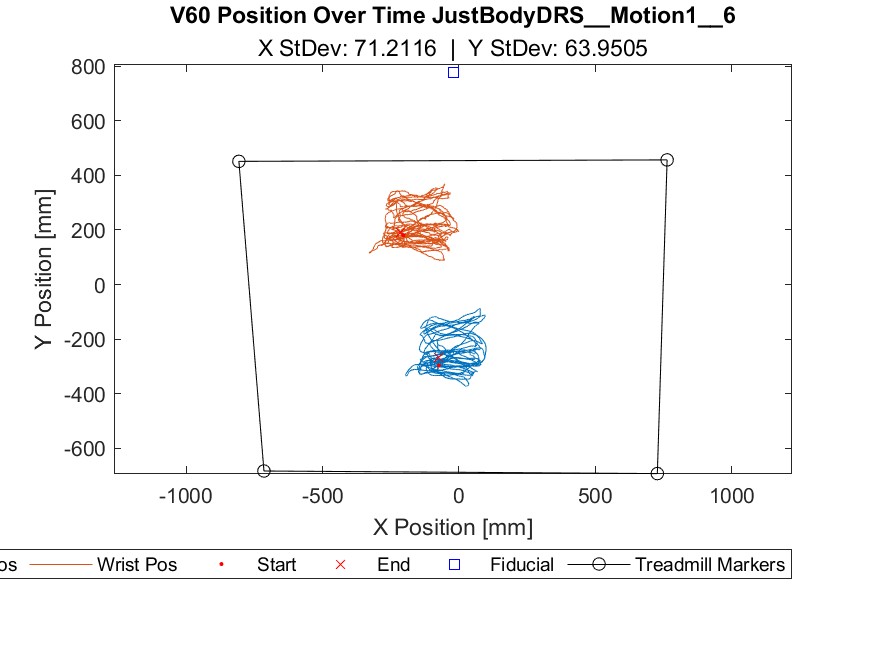 V60 Position Over Time JustBodyDRS__Motion1__6
X StDev: 71.2116 | Y StDev: 63.9505
800
600
400
200
0
-200
-400
-600
Y Position [mm]
-1000 -500 0 500 1000
X Position [mm]
os Wrist Pos Start End Fiducial Treadmill Markers